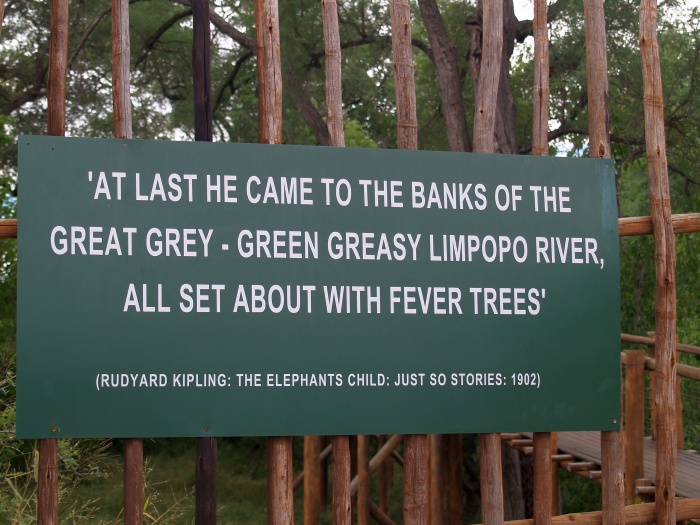 'AT LAST HE CAME TO THE BANKS OF THE
GREAT GREY - GREEN GREASY LIMPOPO RIVER,
ALL SET ABOUT WITH FEVER TREES'
(RUDYARD KIPLING: THE ELEPHANTS CHILD: JUST SO STORIES: 1902)